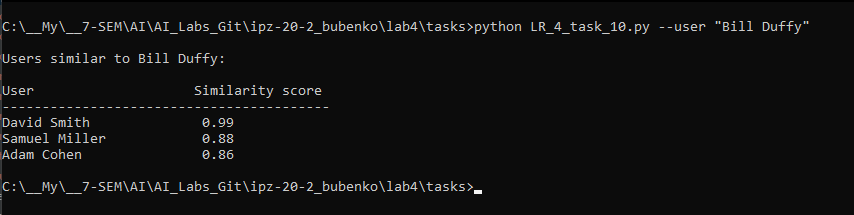 C:\__My\__7-SEM\AI\AI_Labs_Git\ipz-20-2_bubenko\lab4\tasks>python LR_4_task_10.py --user "Bill Duffy"
Users similar to Bill Duffy:
User                    Similarity score
-----------------------------------------
David Smith              0.99
Samuel Miller            0.88
Adam Cohen               0.86
C:\__My\__7-SEM\AI\AI_Labs_Git\ipz-20-2_bubenko\lab4\tasks>